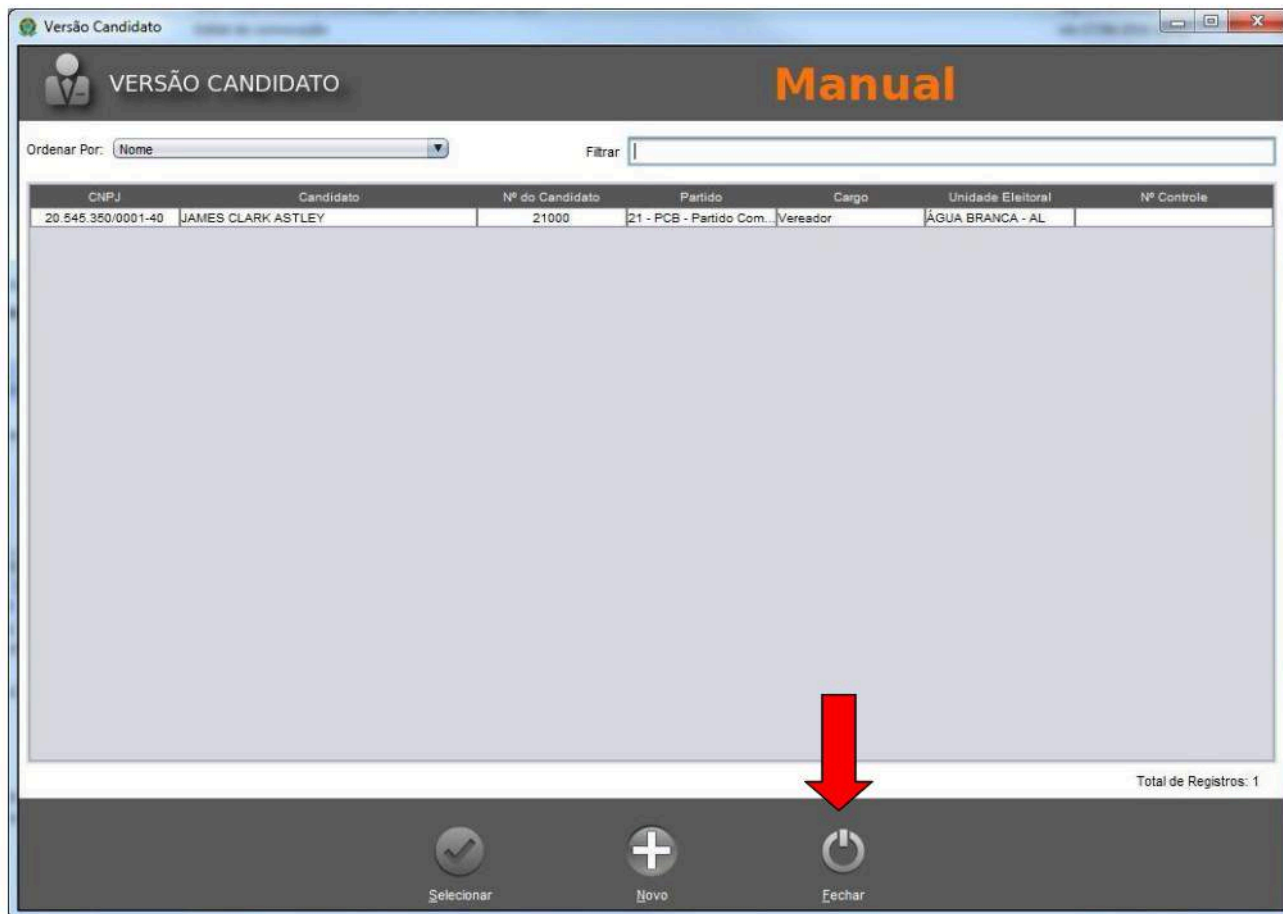 Versão Candidato
VERSÃO CANDIDATO
Manual
Ordenar Por: Nome
Filtrar
CNPJ Candidato Nº do Candidato Partido Cargo Unidade Eleitoral Nº Controle
20.545.350/0001-40 JAMES CLARK ASTLEY 21000 21 - PCB - Partido Com... Vereador ÁGUA BRANCA - AL
Total de Registros: 1
Selecionar Novo Fechar